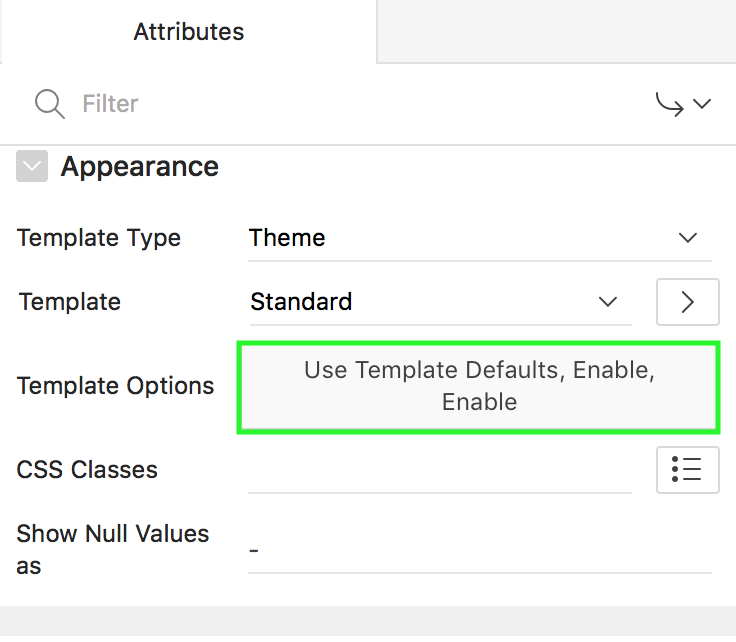 Attributes
Filter
Appearance
Template Type
Theme
Template
Standard
Template Options
Use Template Defaults, Enable,
Enable
CSS Classes
Show Null Values
as
-